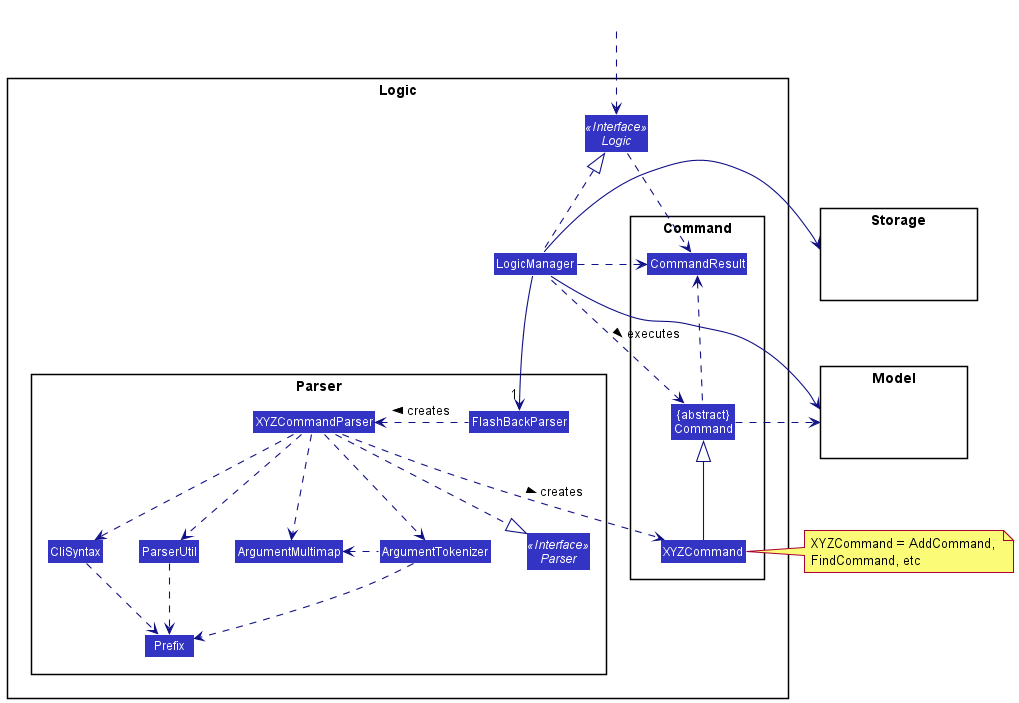 Logic
«Interface»
Logic
Storage
Command
LogicManager
CommandResult
executes
Model
Parser
1
creates
{abstract}
Command
XYZCommandParser
FlashBackParser
creates
CliSyntax
ParserUtil
ArgumentMultimap
ArgumentTokenizer
«Interface»
Parser
XYZCommand
XYZCommand = AddCommand,
FindCommand, etc
Prefix